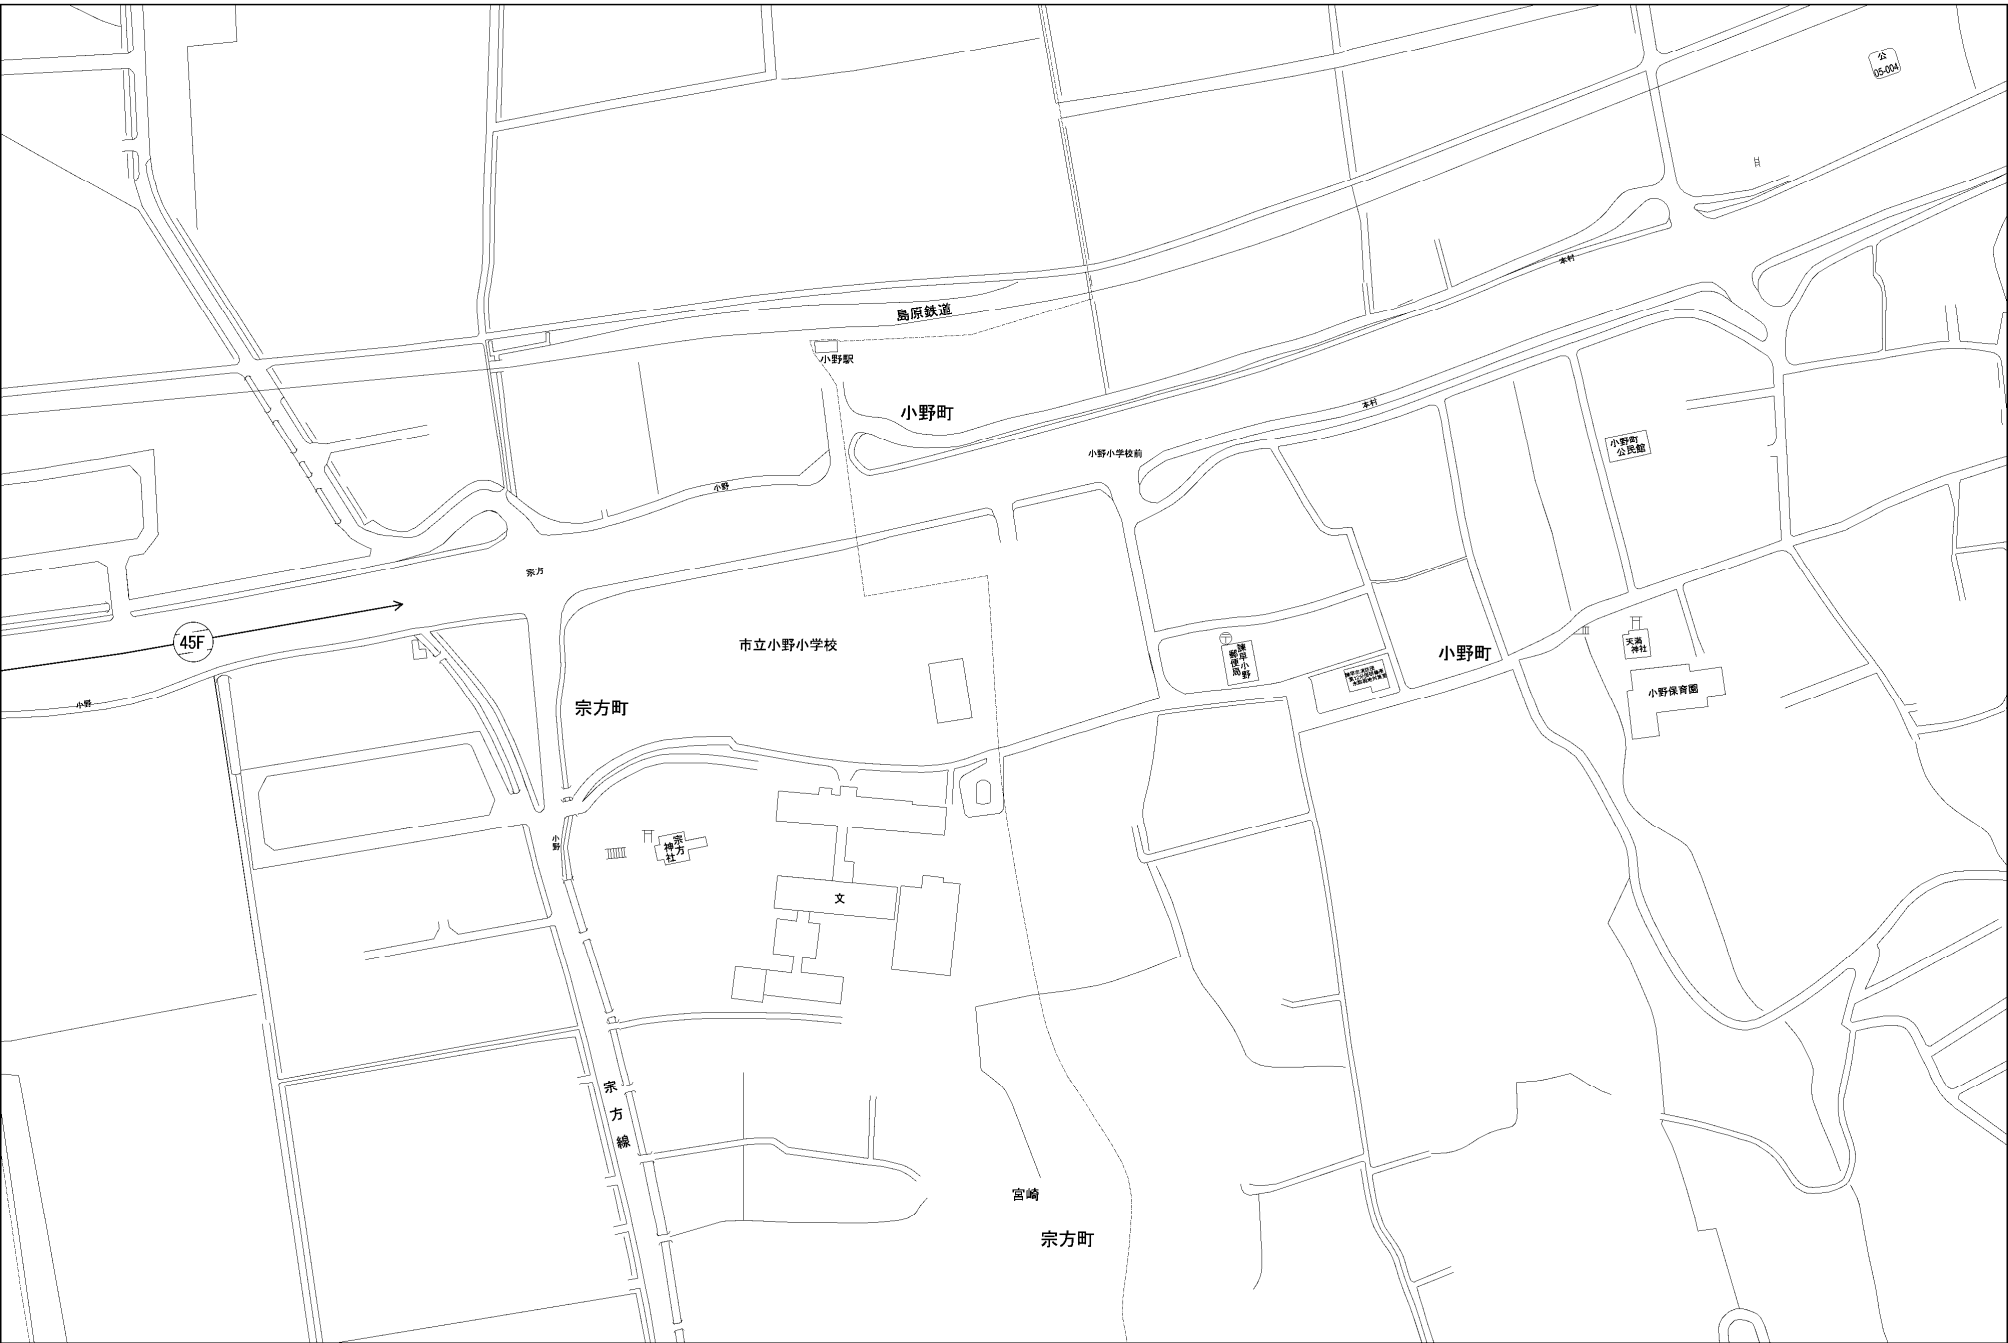 公
05-004
本村
島原鉄道
小野駅
小野町
本村
小野小学校前
小野町
公民館
小野
宗方
45F
市立小野小学校
諫早小野
郵便局
小野町
天満
神社
小野保育園
小野
宗方町
小野
宗方
神社
文
宗方線
宮崎
宗方町